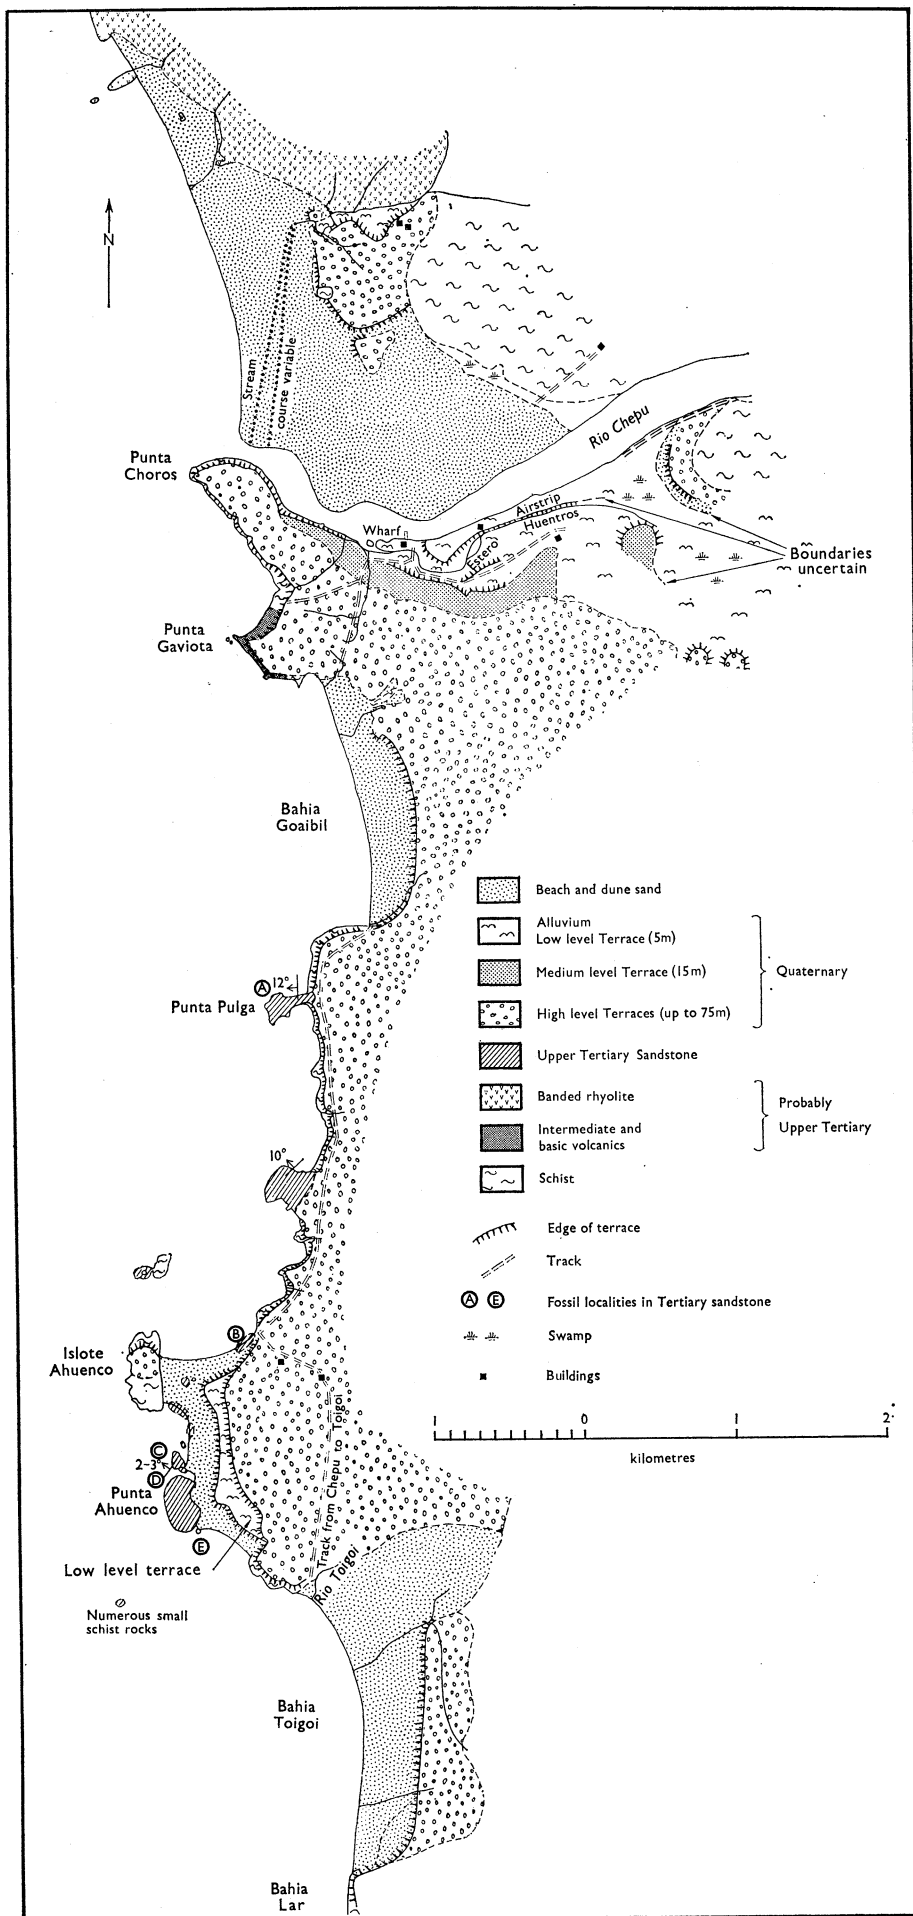 N
Stream
course variable
Punta
Choros
Rio Chepu
Airstrip
Wharf
Estero
Huentros
Boundaries
uncertain
Punta
Gaviota
Bahia
Goaibil
Beach and dune sand
Alluvium
Low level Terrace (5m)
Medium level Terrace (15m)
Quaternary
High level Terraces (up to 75m)
Upper Tertiary Sandstone
Banded rhyolite
Probably
Upper Tertiary
Intermediate and
basic volcanics
Schist
Edge of terrace
Track
A E Fossil localities in Tertiary sandstone
Swamp
Buildings
1 0 1 2
kilometres
A 12°
Punta Pulga
10°
B
Islote
Ahuenco
C
2-3°
D
Punta
Ahuenco
E
Track from Chepu to Toigoi
Rio Toigoi
Low level terrace
Numerous small
schist rocks
Bahia
Toigoi
Bahia
Lar